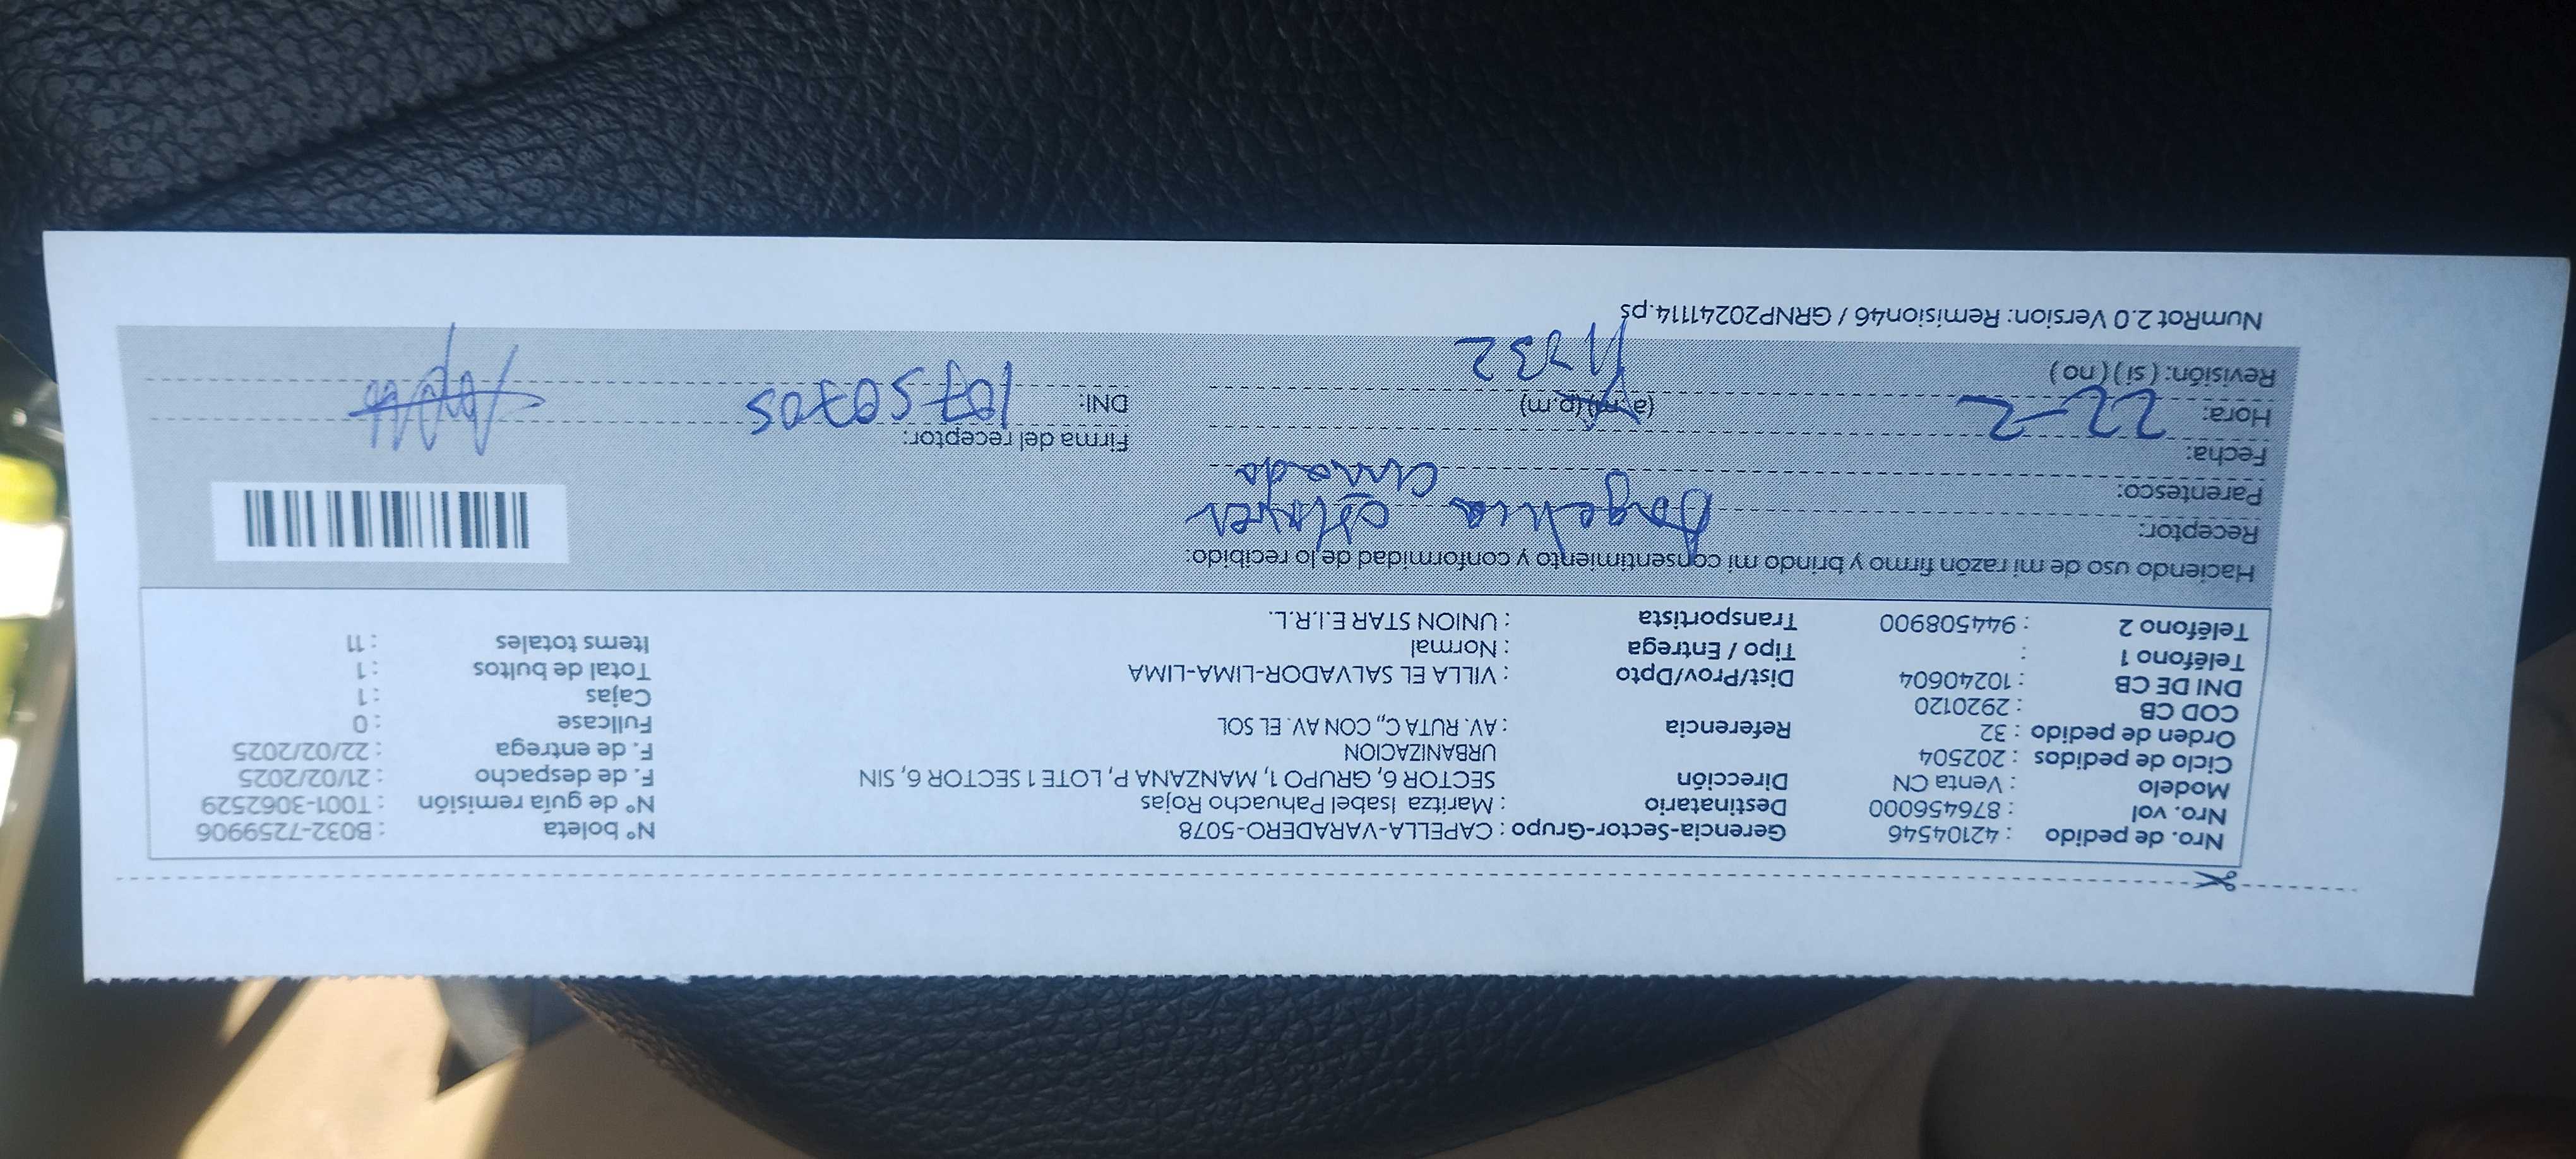 Nro. de pedido : 42104546 Gerencia-Sector-Grupo : CAPELLA-VARADERO-5078 N° boleta : B032-7259906
Nro. vol : 876456000 Destinatario : Maritza Isabel Pahuacho Rojas N° de guía remisión : T001-3062529
Modelo : Venta CN Dirección SECTOR 6, GRUPO 1, MANZANA P, LOTE 1 SECTOR 6, SIN F. de despacho : 21/02/2025
Ciclo de pedidos : 202504 URBANIZACION F. de entrega : 22/02/2025
Orden de pedido : 32 Referencia : AV. RUTA C,, CON AV. EL SOL Fullcase : 0
COD CB : 2920120 Cajas : 1
DNI DE CB : 10240604 Dist/Prov/Dpto : VILLA EL SALVADOR-LIMA-LIMA Total de bultos : 1
Teléfono 1 : Tipo / Entrega : Normal Items totales : 11
Teléfono 2 : 944508900 Transportista : UNION STAR E.I.R.L.
Haciendo uso de mi razón firmo y brindo mi consentimiento y conformidad de lo recibido:
Receptor:
Parentesco:
Fecha: 22-2 Firma del receptor:
Hora: (a.m) (p.m) DNI: 10750705
Revisión: ( si ) ( no )
NumRot 2.0 Version: Remision46 / GRNP20241114.ps